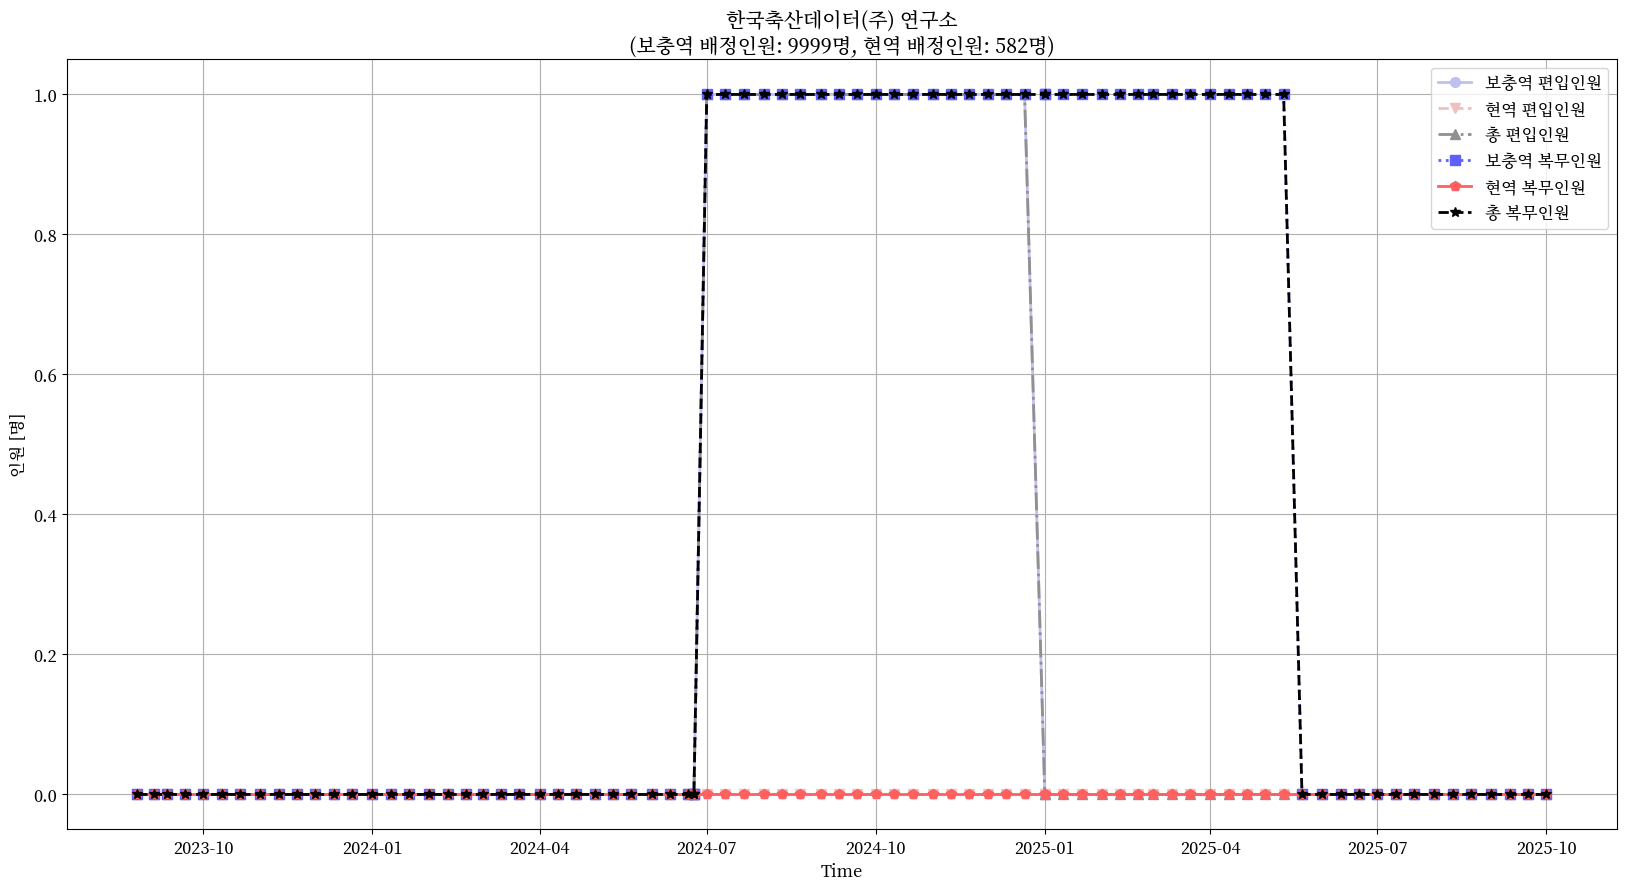 한국축산데이터(주) 연구소
(보충역 배정인원: 9999명, 현역 배정인원: 582명)
보충역 편입인원
현역 편입인원
총 편입인원
보충역 복무인원
현역 복무인원
총 복무인원
인원 [명]
1.0
0.8
0.6
0.4
0.2
0.0
2023-10
2024-01
2024-04
2024-07
2024-10
2025-01
2025-04
2025-07
2025-10
Time